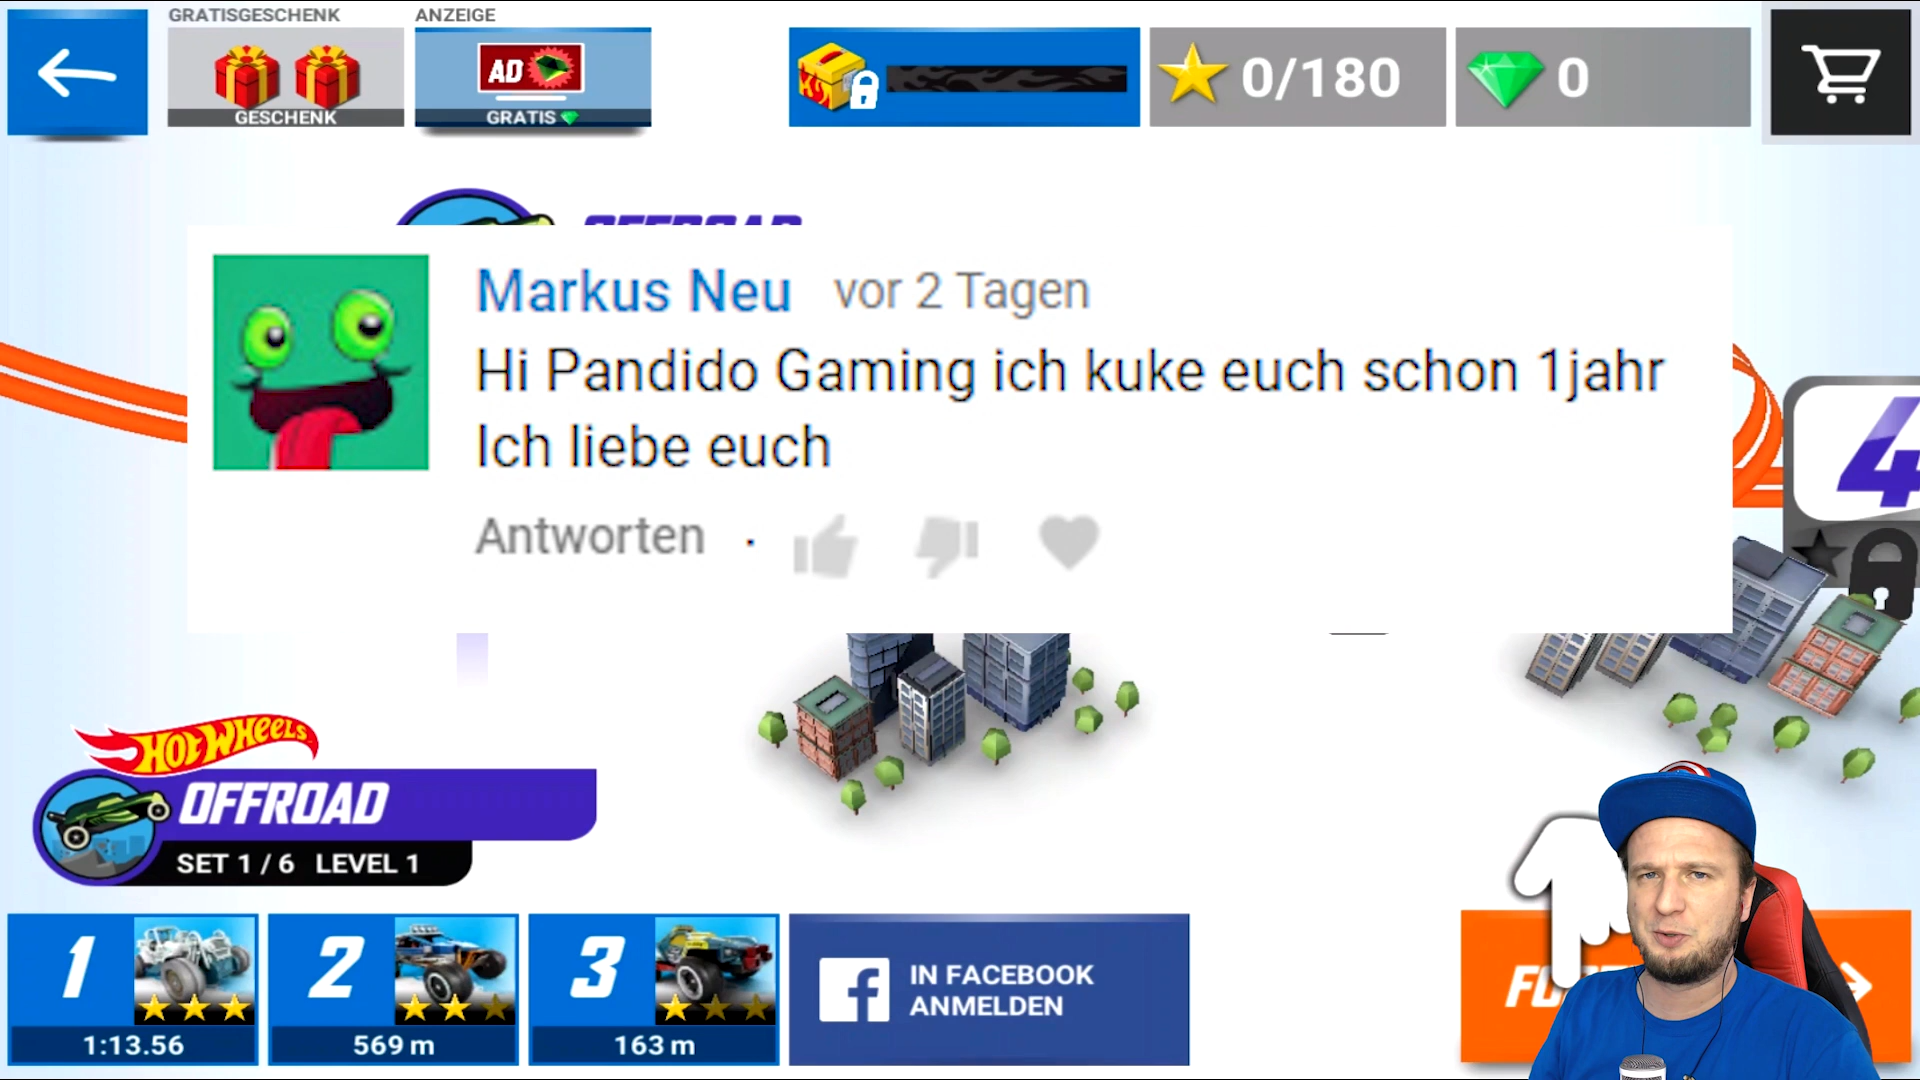 GRATISGESCHENK
ANZEIGE
AD
GESCHENK
GRATIS
0/180
0
OFFROAD
Markus Neu vor 2 Tagen
Hi Pandido Gaming ich kuke euch schon 1jahr
Ich liebe euch
Antworten
4
HOT WHEELS
OFFROAD
SET 1 / 6 LEVEL 1
1
2
3
1:13.56
569 m
163 m
IN FACEBOOK
ANMELDEN